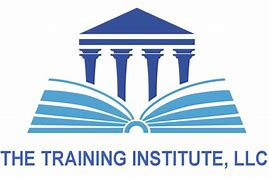 THE TRAINING INSTITUTE, LLC